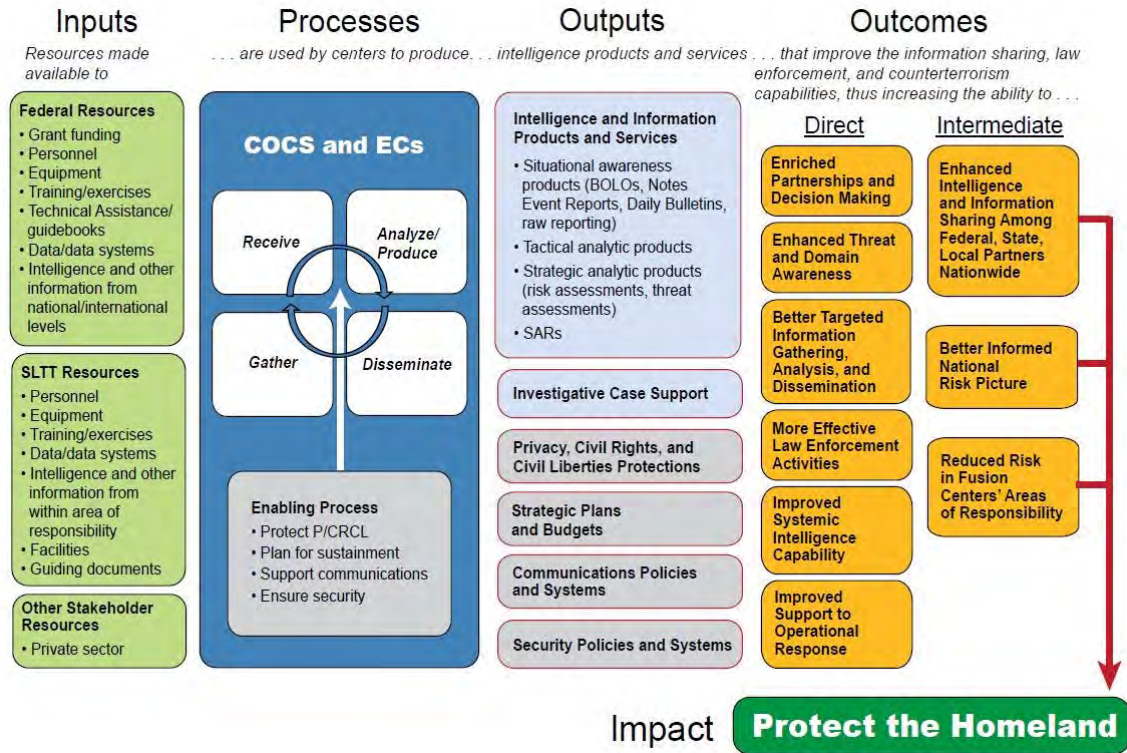 Inputs
Resources made
available to
Federal Resources
• Grant funding
• Personnel
• Equipment
• Training/exercises
• Technical Assistance/
guidebooks
• Data/data systems
• Intelligence and other
information from
national/international
levels
SLTT Resources
• Personnel
• Equipment
• Training/exercises
• Data/data systems
• Intelligence and other
information from
within area of
responsibility
• Facilities
• Guiding documents
Other Stakeholder
Resources
• Private sector
Processes
. . . are used by centers to produce. . .
COCS and ECs
Receive
Analyze/
Produce
Gather
Disseminate
Enabling Process
• Protect P/CRCL
• Plan for sustainment
• Support communications
• Ensure security
Outputs
. . . intelligence products and services . . .
Intelligence and Information
Products and Services
• Situational awareness
products (BOLOs, Notes
Event Reports, Daily Bulletins,
raw reporting)
• Tactical analytic products
• Strategic analytic products
(risk assessments, threat
assessments)
• SARs
Investigative Case Support
Privacy, Civil Rights, and
Civil Liberties Protections
Strategic Plans
and Budgets
Communications Policies
and Systems
Security Policies and Systems
Outcomes
. . . that improve the information sharing, law
enforcement, and counterterrorism
capabilities, thus increasing the ability to . . .
Direct
Enriched
Partnerships and
Decision Making
Enhanced Threat
and Domain
Awareness
Better Targeted
Information
Gathering,
Analysis, and
Dissemination
More Effective
Law Enforcement
Activities
Improved
Systemic
Intelligence
Capability
Improved
Support to
Operational
Response
Intermediate
Enhanced
Intelligence
and Information
Sharing Among
Federal, State,
Local Partners
Nationwide
Better Informed
National
Risk Picture
Reduced Risk
in Fusion
Centers' Areas
of Responsibility
Impact
Protect the Homeland